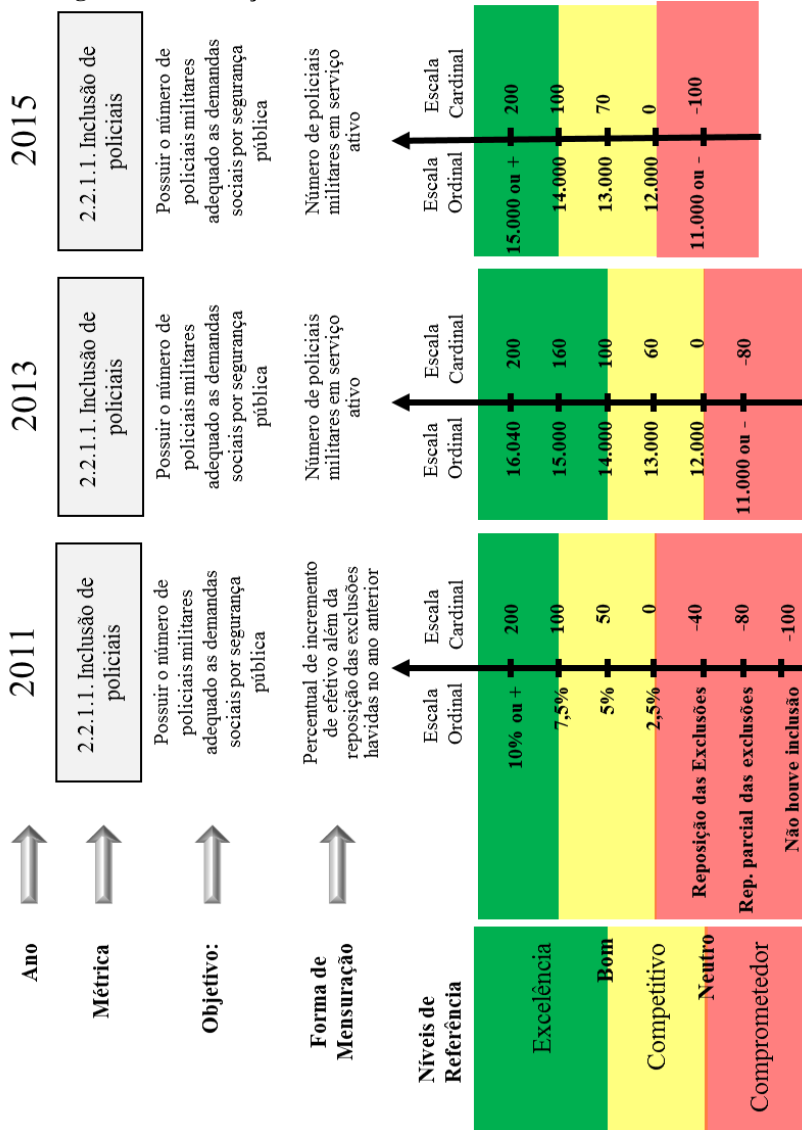 Ano
2011
2013
2015
Métrica
2.2.1.1. Inclusão de
policiais
2.2.1.1. Inclusão de
policiais
2.2.1.1. Inclusão de
policiais
Objetivo:
Possuir o número de
policiais militares
adequado as demandas
sociais por segurança
pública
Possuir o número de
policiais militares
adequado as demandas
sociais por segurança
pública
Possuir o número de
policiais militares
adequado as demandas
sociais por segurança
pública
Forma de
Mensuração
Percentual de incremento
de efetivo além da
reposição das exclusões
havidas no ano anterior
Número de policiais
militares em serviço
ativo
Número de policiais
militares em serviço
ativo
Níveis de
Referência
Excelência
Bom
Competitivo
Neutro
Comprometedor
Escala
Ordinal
Escala
Cardinal
10% ou + 200
7,5% 100
5% 50
2,5% 0
Reposição das Exclusões -40
Rep. parcial das exclusões -80
Não houve inclusão -100
Escala
Ordinal
Escala
Cardinal
16.040 200
15.000 160
14.000 100
13.000 60
12.000 0
11.000 ou - -80
Escala
Ordinal
Escala
Cardinal
15.000 ou + 200
14.000 100
13.000 70
12.000 0
11.000 ou - -100